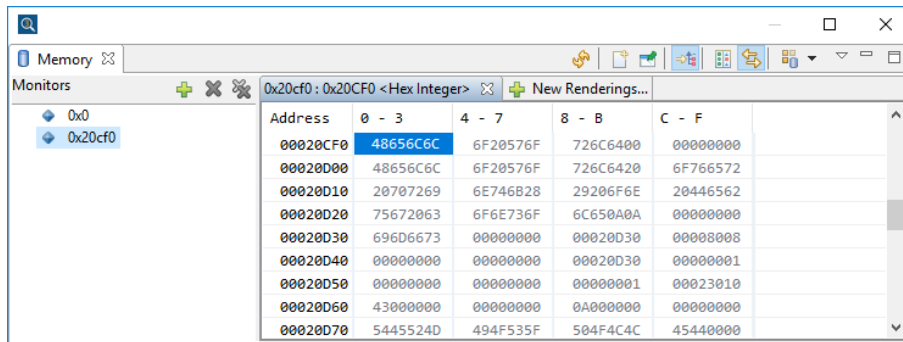 Memory
Monitors
0x20cf0 : 0x20CF0 <Hex Integer> New Renderings...
0x0
0x20cf0
Address 0 - 3 4 - 7 8 - B C - F
00020CF0 48656C6C 6F20576F 726C6400 00000000
00020D00 48656C6C 6F20576F 726C6420 6F766572
00020D10 20707269 6E746B28 29206F6E 20446562
00020D20 75672063 6F6E736F 6C650A0A 00000000
00020D30 696D6673 00000000 00020D30 00008008
00020D40 00000000 00000000 00020D30 00000001
00020D50 00000000 00000000 00000001 00023010
00020D60 43000000 00000000 0A000000 00000000
00020D70 5445524D 494F535F 504F4C4C 45440000